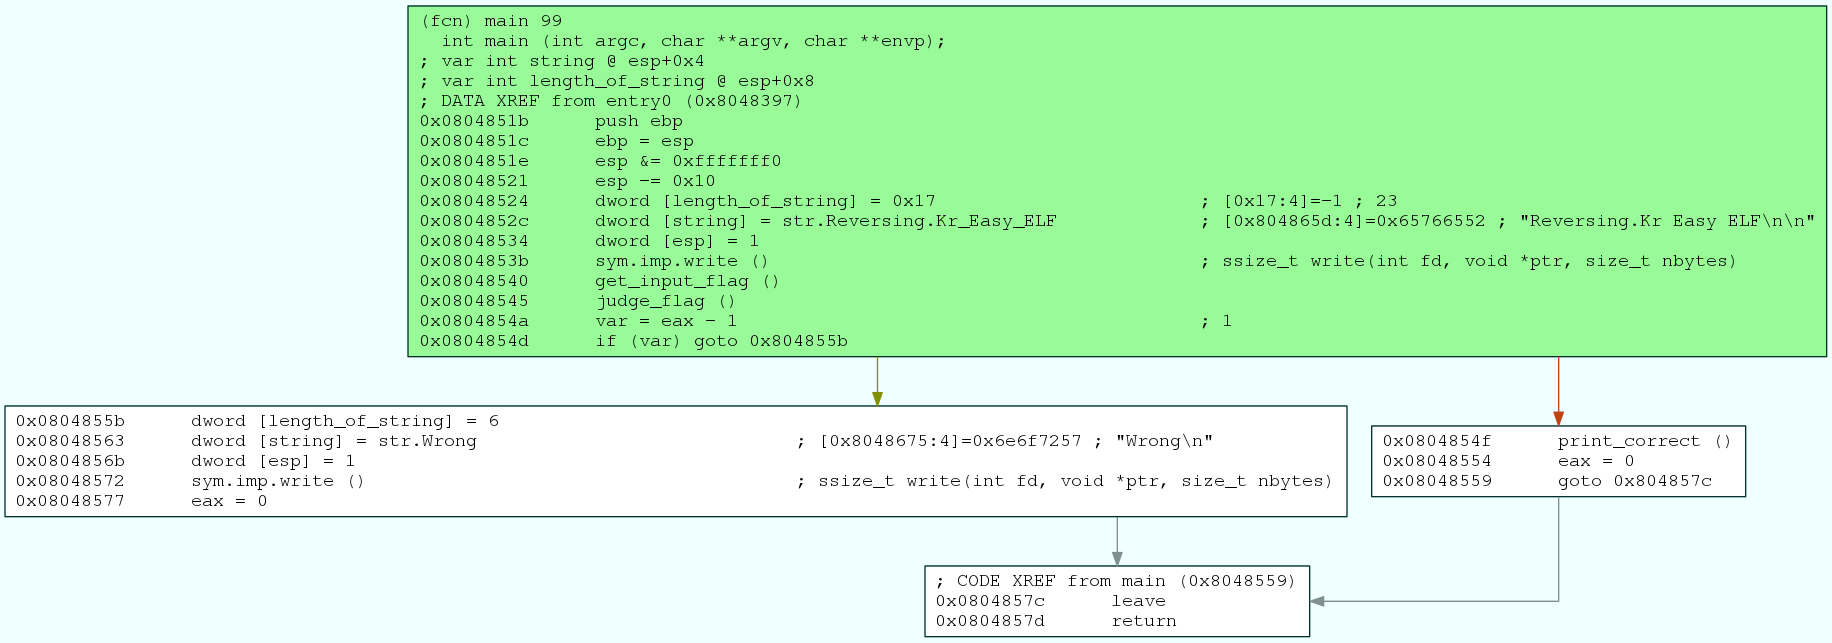 (fcn) main 99
int main (int argc, char **argv, char **envp);
; var int string @ esp+0x4
; var int length_of_string @ esp+0x8
; DATA XREF from entry0 (0x8048397)
0x0804851b push ebp
0x0804851c ebp = esp
0x0804851e esp &= 0xfffffff0
0x08048521 esp -= 0x10
0x08048524 dword [length_of_string] = 0x17 ; [0x17:4]=-1 ; 23
0x0804852c dword [string] = str.Reversing.Kr_Easy_ELF ; [0x804865d:4]=0x65766552 ; "Reversing.Kr Easy ELF\n\n"
0x08048534 dword [esp] = 1
0x0804853b sym.imp.write () ; ssize_t write(int fd, void *ptr, size_t nbytes)
0x08048540 get_input_flag ()
0x08048545 judge_flag ()
0x0804854a var = eax - 1 ; 1
0x0804854d if (var) goto 0x804855b
0x0804855b dword [length_of_string] = 6
0x08048563 dword [string] = str.Wrong ; [0x8048675:4]=0x6e6f7257 ; "Wrong\n"
0x0804856b dword [esp] = 1
0x08048572 sym.imp.write () ; ssize_t write(int fd, void *ptr, size_t nbytes)
0x08048577 eax = 0
0x0804854f print_correct ()
0x08048554 eax = 0
0x08048559 goto 0x804857c
; CODE XREF from main (0x8048559)
0x0804857c leave
0x0804857d return